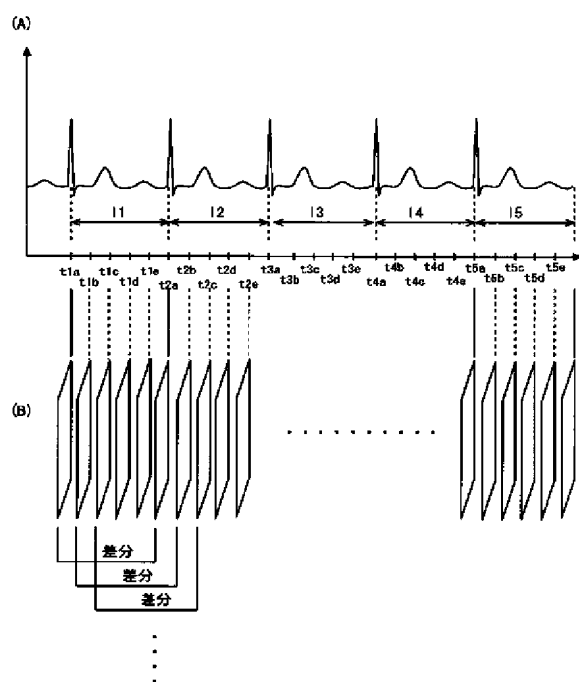 (A)
I1 I2 I3 I4 I5
t1a t1c t1e t2b t2d t3a t3c t3e t4b t4d t5a t5c t5e
t1b t1d t2a t2c t2e t3b t3d t4a t4c t4e t5b t5d
(B)
差分
差分
差分